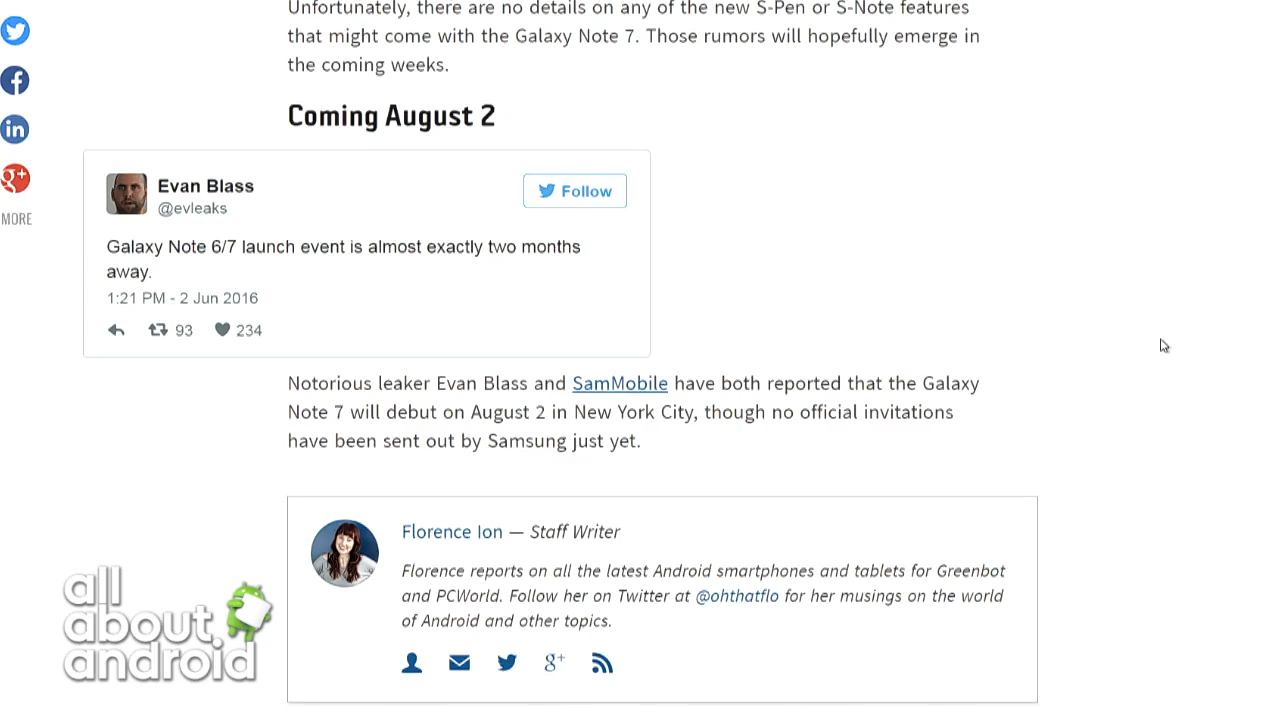 Unfortunately, there are no details on any of the new S-Pen or S-Note features
that might come with the Galaxy Note 7. Those rumors will hopefully emerge in
the coming weeks.
MORE
Coming August 2
Evan Blass
@evleaks
Follow
Galaxy Note 6/7 launch event is almost exactly two months
away.
1:21 PM - 2 Jun 2016
93 234
Notorious leaker Evan Blass and SamMobile have both reported that the Galaxy
Note 7 will debut on August 2 in New York City, though no official invitations
have been sent out by Samsung just yet.
Florence Ion — Staff Writer
Florence reports on all the latest Android smartphones and tablets for Greenbot
and PCWorld. Follow her on Twitter at @ohthatflo for her musings on the world
of Android and other topics.
g+
all
about
android